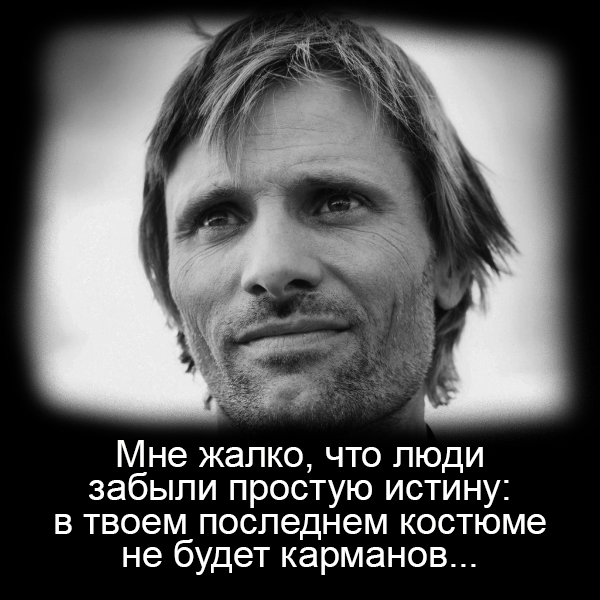 Мне жалко, что люди
забыли простую истину:
в твоем последнем костюме
не будет карманов...